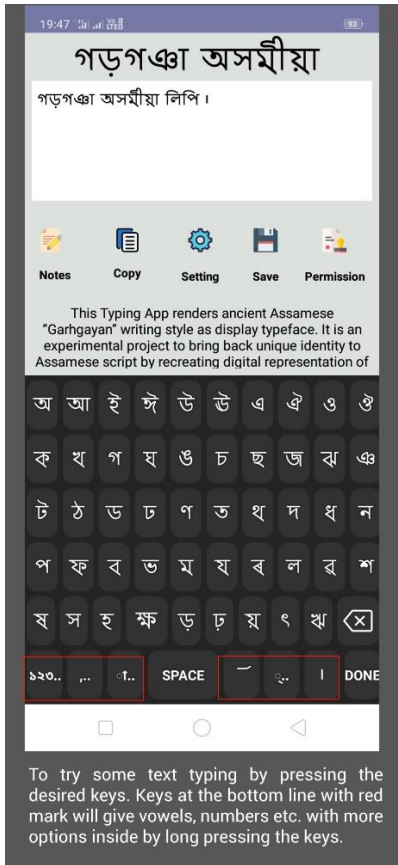 19:47
93
গড়গঞা অসমীয়া
গড়গঞা অসমীয়া লিপি ।
Notes Copy Setting Save Permission
This Typing App renders ancient Assamese
“Garhgayan” writing style as display typeface. It is an
experimental project to bring back unique identity to
Assamese script by recreating digital representation of
অ আ ই ঈ উ ঊ এ ঐ ও ঔ
ক খ গ ঘ ঙ চ ছ জ ঝ ঞ
ট ঠ ড ঢ ণ ত থ দ ধ ন
প ফ ব ভ ম য ৰ ল ৱ শ
ষ স হ ক্ষ ড় ঢ় য় ৎ ঋ
১২৩.. ,.. া.. SPACE ্.. । DONE
To try some text typing by pressing the
desired keys. Keys at the bottom line with red
mark will give vowels, numbers etc. with more
options inside by long pressing the keys.